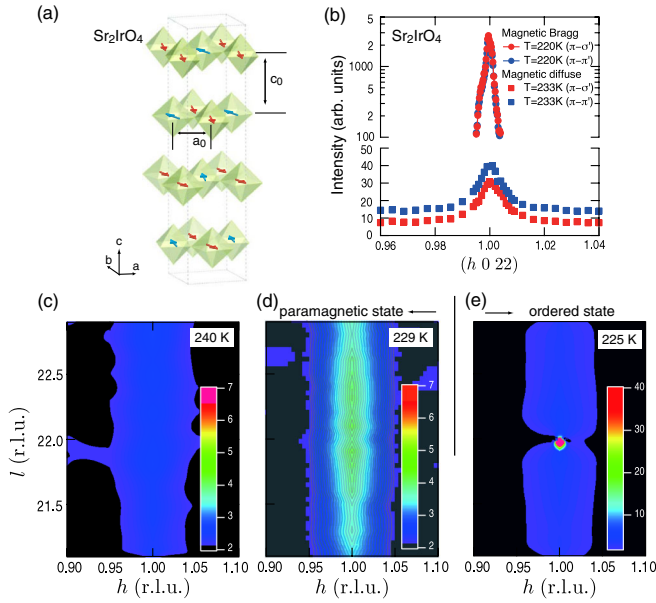 (a)
Sr2IrO4
c0
a0
c
b
a
(b)
Sr2IrO4
Magnetic Bragg
T=220K (π−σ')
T=220K (π−π')
Magnetic diffuse
T=233K (π−σ')
T=233K (π−π')
Intensity (arb. units)
5
4
3
2
1000
5
4
3
2
100
50
40
30
20
10
0
0.96 0.98 1.00 1.02 1.04
(h 0 22)
(c)
240 K
l (r.l.u.)
22.5
22.0
21.5
7
6
5
4
3
2
0.90 0.95 1.00 1.05 1.10
h (r.l.u.)
(d)
paramagnetic state ←
229 K
7
6
5
4
3
2
0.90 0.95 1.00 1.05 1.10
h (r.l.u.)
(e)
→ ordered state
225 K
40
30
20
10
0.90 0.95 1.00 1.05 1.10
h (r.l.u.)